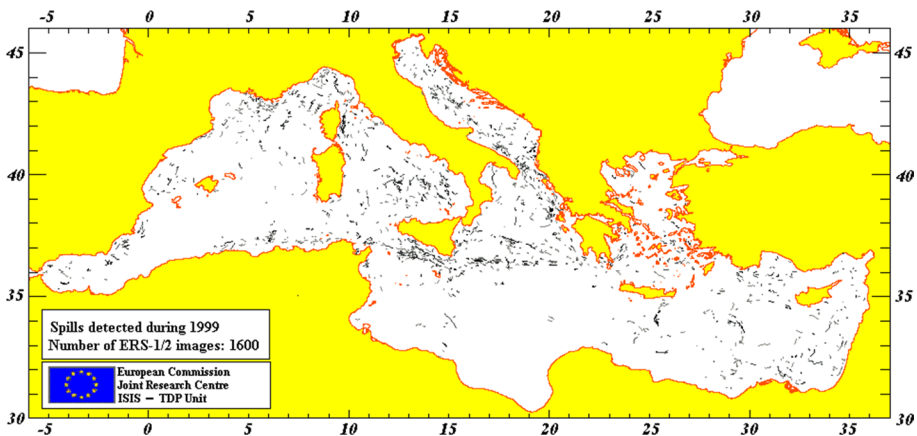 -5 0 5 10 15 20 25 30 35
45 45
40 40
35 35
30 30
Spills detected during 1999
Number of ERS-1/2 images: 1600
European Commission
Joint Research Centre
ISIS – TDP Unit
-5 0 5 10 15 20 25 30 35